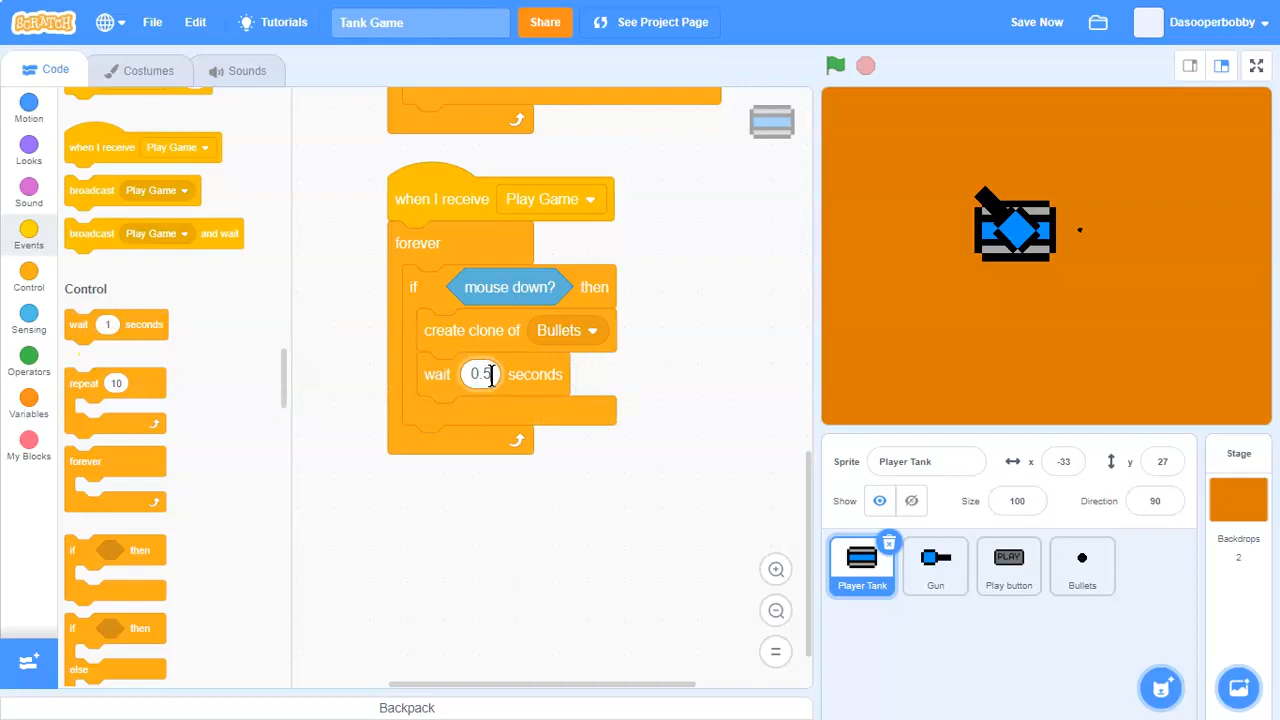 SCRATCH File Edit Tutorials Tank Game Share See Project Page Save Now Dasooperbobby
Code Costumes Sounds
Motion
Looks
Sound
Events
Control
Sensing
Operators
Variables
My Blocks
when I receive Play Game
broadcast Play Game
broadcast Play Game and wait
Control
wait 1 seconds
repeat 10
forever
if then
if then
else
when I receive Play Game
forever
if mouse down? then
create clone of Bullets
wait 0.5 seconds
Sprite Player Tank x -33 y 27
Show Size 100 Direction 90
Player Tank
Gun
PLAY
Play button
Bullets
Stage
Backdrops
2
Backpack